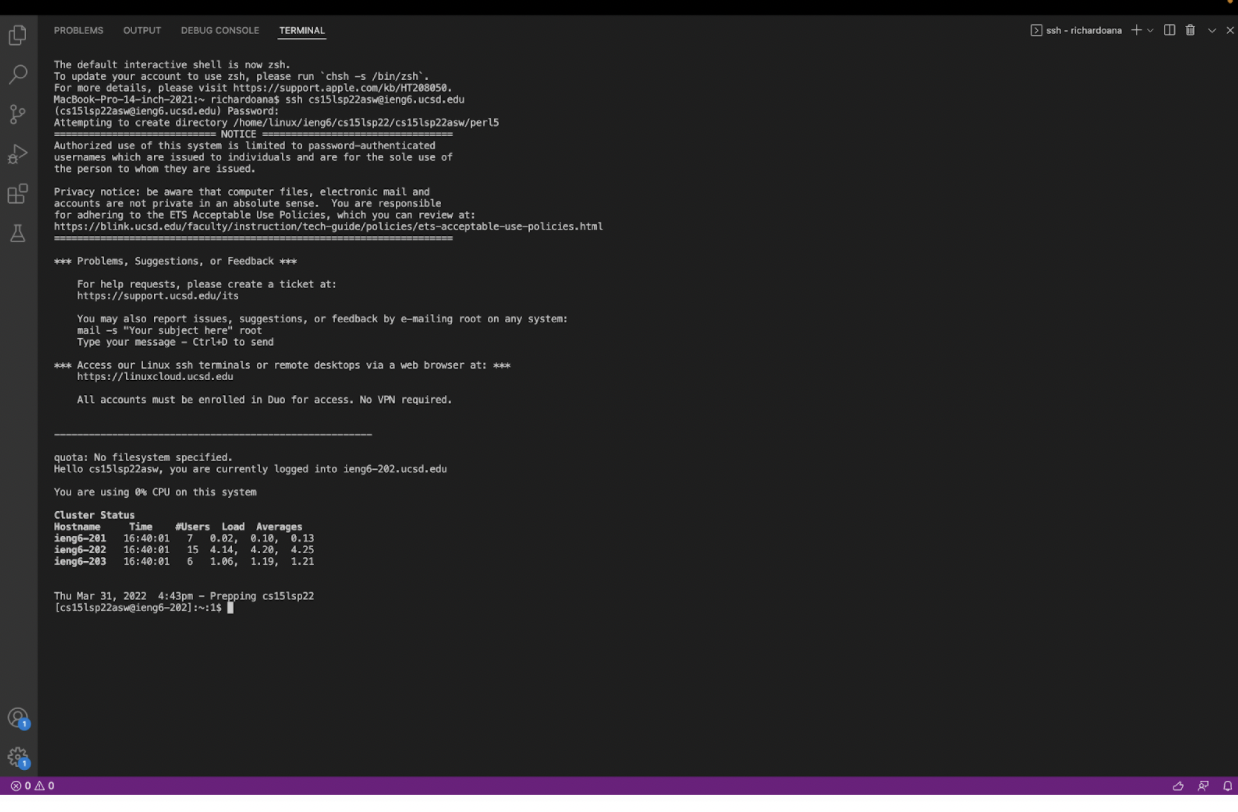 PROBLEMS OUTPUT DEBUG CONSOLE TERMINAL
ssh - richardoana
The default interactive shell is now zsh.
To update your account to use zsh, please run `chsh -s /bin/zsh`.
For more details, please visit https://support.apple.com/kb/HT208050.
MacBook-Pro-14-inch-2021:~ richardoana$ ssh cs15lsp22asw@ieng6.ucsd.edu
(cs15lsp22asw@ieng6.ucsd.edu) Password:
Attempting to create directory /home/linux/ieng6/cs15lsp22/cs15lsp22asw/perl5
============================ NOTICE =================================
Authorized use of this system is limited to password-authenticated
usernames which are issued to individuals and are for the sole use of
the person to whom they are issued.
Privacy notice: be aware that computer files, electronic mail and
accounts are not private in an absolute sense.  You are responsible
for adhering to the ETS Acceptable Use Policies, which you can review at:
https://blink.ucsd.edu/faculty/instruction/tech-guide/policies/ets-acceptable-use-policies.html
=====================================================================
*** Problems, Suggestions, or Feedback ***
For help requests, please create a ticket at:
https://support.ucsd.edu/its
You may also report issues, suggestions, or feedback by e-mailing root on any system:
mail -s "Your subject here" root
Type your message - Ctrl+D to send
*** Access our Linux ssh terminals or remote desktops via a web browser at: ***
https://linuxcloud.ucsd.edu
All accounts must be enrolled in Duo for access. No VPN required.
-------------------------------------------------------
quota: No filesystem specified.
Hello cs15lsp22asw, you are currently logged into ieng6-202.ucsd.edu
You are using 0% CPU on this system
Cluster Status
Hostname Time #Users Load Averages
ieng6-201 16:40:01 7 0.02, 0.10, 0.13
ieng6-202 16:40:01 15 4.14, 4.20, 4.25
ieng6-203 16:40:01 6 1.06, 1.19, 1.21
Thu Mar 31, 2022  4:43pm - Prepping cs15lsp22
[cs15lsp22asw@ieng6-202]:~:1$
1
1
0 0